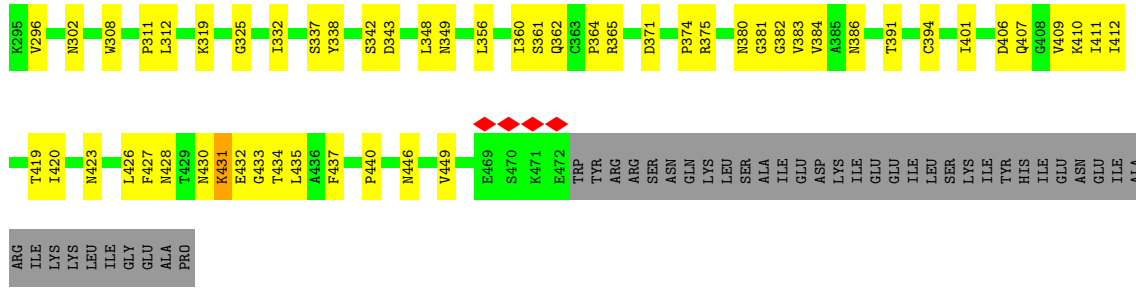 K295 V296 N302 W308 P311 L312 K319 G325 I332 S337 Y338 S342 D343 L348 N349 L356 I360 S361 Q362 C363 P364 R365 D371 P374 R375 N380 G381 G382 V383 V384 A385 N386 T391 C394 I401 D406 Q407 G408 V409 K410 I411 I412
T419 I420 N423 L426 F427 N428 T429 N430 K431 E432 G433 T434 L435 A436 F437 P440 N446 V449 E469 S470 K471 E472 TRP TYR ARG ARG SER ASN GLN LYS LEU SER ALA ILE GLU ASP LYS ILE GLU GLU ILE LEU SER LYS ILE TYR HIS ILE GLU ASN GLU ILE ALA
ARG ILE LYS LYS LEU ILE GLY GLU ALA PRO